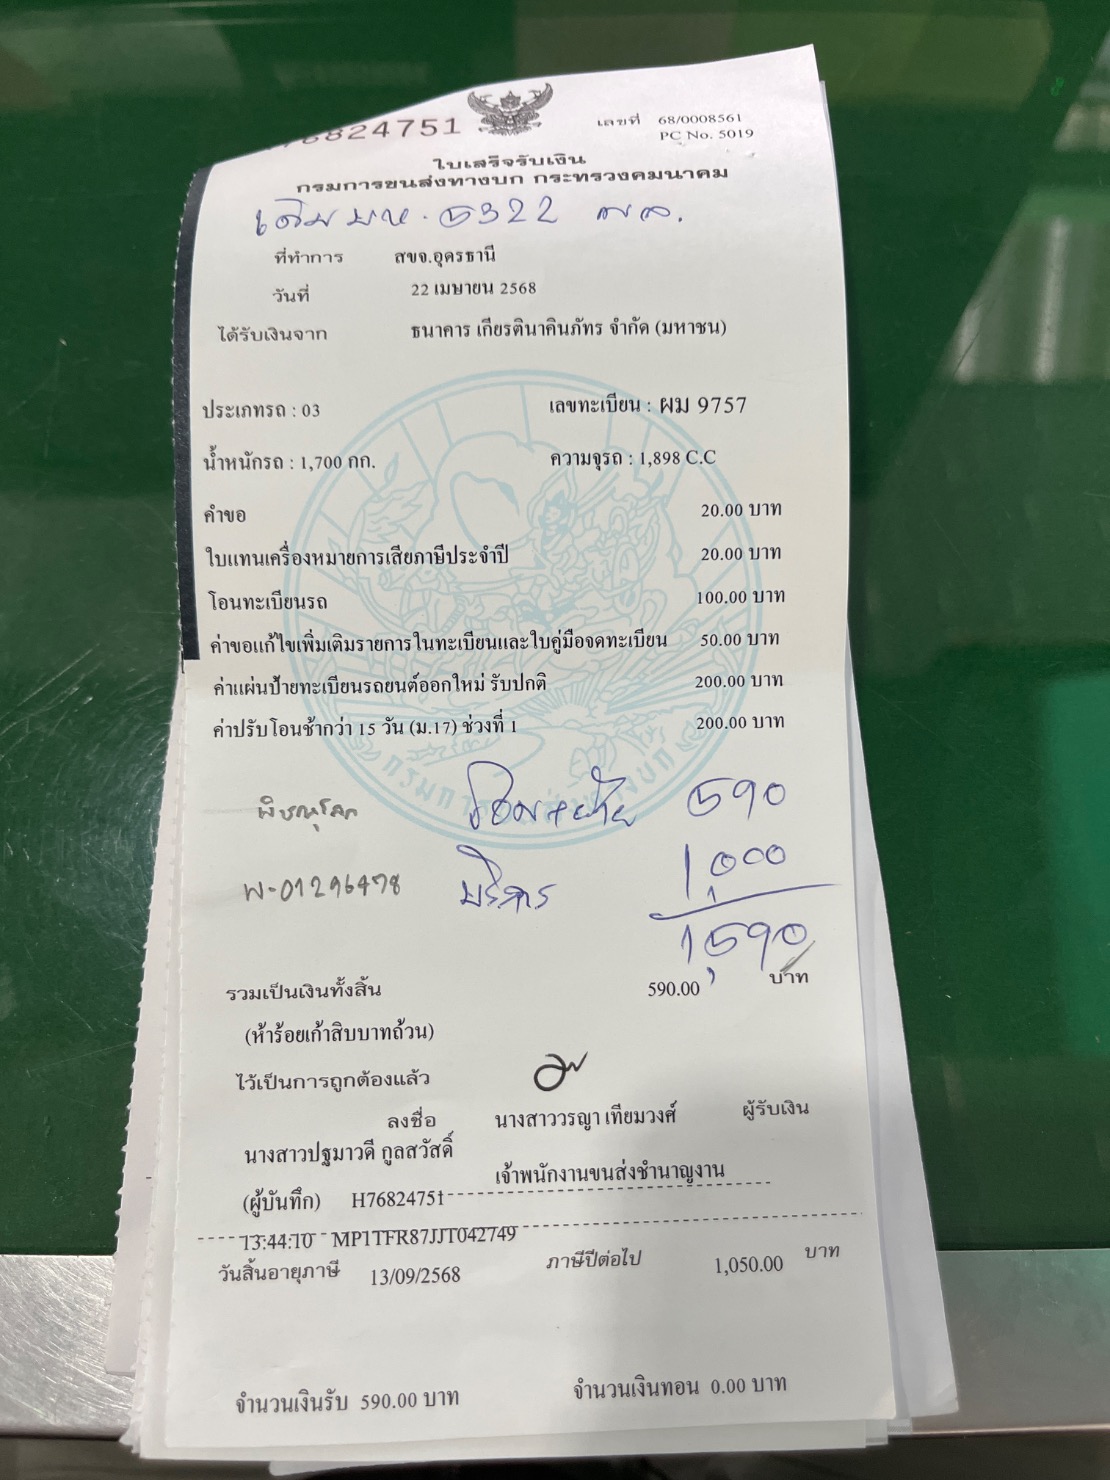 76824751
เลขที่ 68/0008561
PC No. 5019
ใบเสร็จรับเงิน
กรมการขนส่งทางบก กระทรวงคมนาคม
เดิม บห. 5322 พล.
ที่ทำการ สขจ.อุดรธานี
วันที่ 22 เมษายน 2568
ได้รับเงินจาก ธนาคาร เกียรตินาคินภัทร จำกัด (มหาชน)
ประเภทรถ : 03 เลขทะเบียน : ผม 9757
น้ำหนักรถ : 1,700 กก. ความจุรถ : 1,898 C.C
คำขอ 20.00 บาท
ใบแทนเครื่องหมายการเสียภาษีประจำปี 20.00 บาท
โอนทะเบียนรถ 100.00 บาท
ค่าขอแก้ไขเพิ่มเติมรายการในทะเบียนและใบคู่มือจดทะเบียน 50.00 บาท
ค่าแผ่นป้ายทะเบียนรถยนต์ออกใหม่ รับปกติ 200.00 บาท
ค่าปรับโอนช้ากว่า 15 วัน (ม.17) ช่วงที่ 1 200.00 บาท
พิษณุโลก โอน+ย้าย 590
พ-01296478 บริการ 1,000
1,590
รวมเป็นเงินทั้งสิ้น 590.00 บาท
(ห้าร้อยเก้าสิบบาทถ้วน)
ไว้เป็นการถูกต้องแล้ว
ลงชื่อ นางสาววรญา เทียมวงศ์ ผู้รับเงิน
นางสาวปฐมาวดี กูลสวัสดิ์
เจ้าพนักงานขนส่งชำนาญงาน
(ผู้บันทึก) H76824751
13:44:10 MP1TFR87JJT042749
วันสิ้นอายุภาษี 13/09/2568 ภาษีปีต่อไป 1,050.00 บาท
จำนวนเงินรับ 590.00 บาท จำนวนเงินทอน 0.00 บาท